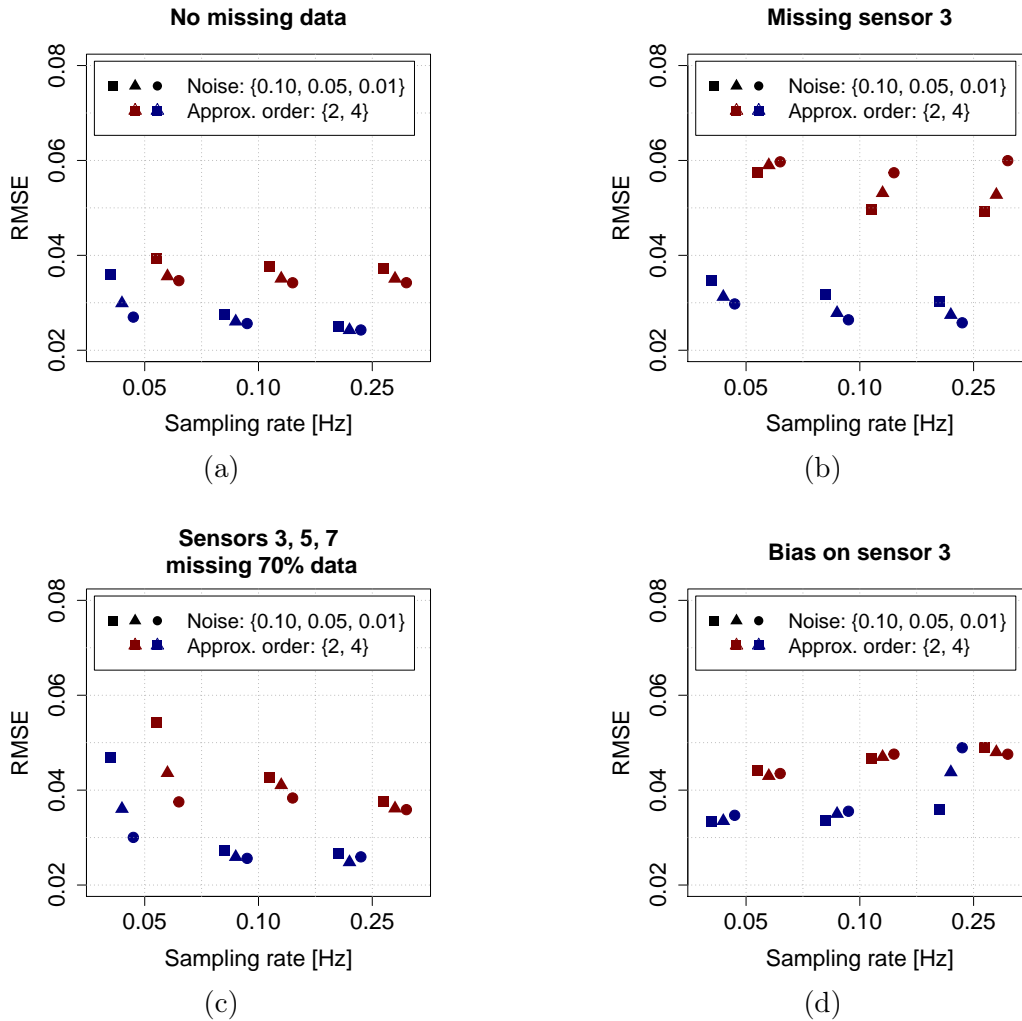 No missing data
0.08
0.06
0.04
0.02
RMSE
Noise: {0.10, 0.05, 0.01}
Approx. order: {2, 4}
0.05
0.10
0.25
Sampling rate [Hz]
(a)
Missing sensor 3
0.08
0.06
0.04
0.02
RMSE
Noise: {0.10, 0.05, 0.01}
Approx. order: {2, 4}
0.05
0.10
0.25
Sampling rate [Hz]
(b)
Sensors 3, 5, 7
missing 70% data
0.08
0.06
0.04
0.02
RMSE
Noise: {0.10, 0.05, 0.01}
Approx. order: {2, 4}
0.05
0.10
0.25
Sampling rate [Hz]
(c)
Bias on sensor 3
0.08
0.06
0.04
0.02
RMSE
Noise: {0.10, 0.05, 0.01}
Approx. order: {2, 4}
0.05
0.10
0.25
Sampling rate [Hz]
(d)